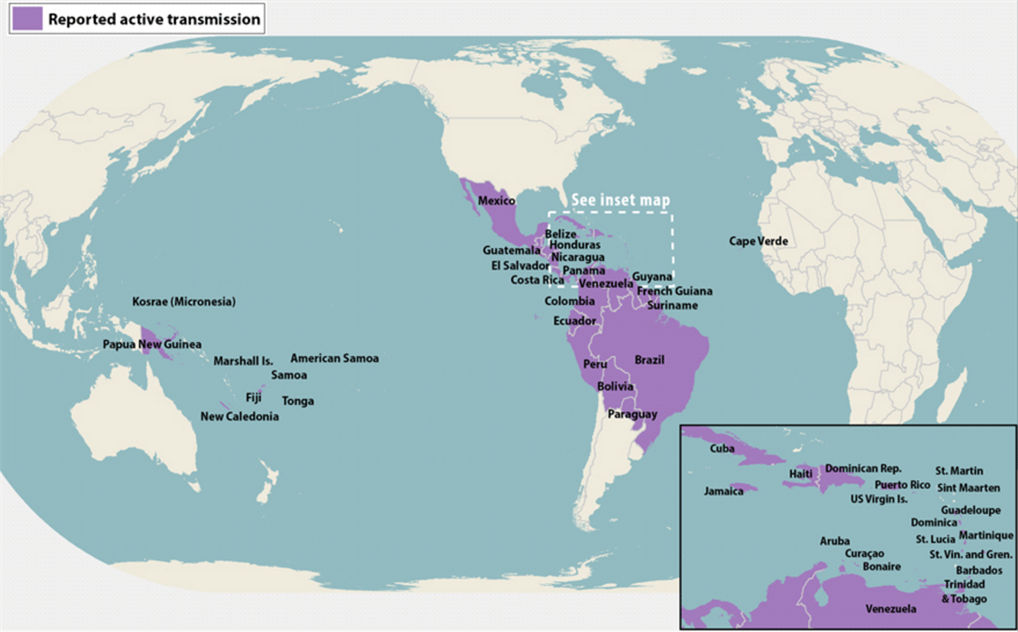 Reported active transmission
See inset map
Mexico
Belize
Honduras
Guatemala
Nicaragua
El Salvador
Panama
Costa Rica
Venezuela
Guyana
French Guiana
Suriname
Colombia
Ecuador
Peru
Brazil
Bolivia
Paraguay
Cape Verde
Kosrae (Micronesia)
Papua New Guinea
Marshall Is.
American Samoa
Samoa
Fiji
Tonga
New Caledonia
Cuba
Haiti
Dominican Rep.
St. Martin
Jamaica
Puerto Rico
Sint Maarten
US Virgin Is.
Guadeloupe
Dominica
Martinique
Aruba
St. Lucia
Curaçao
St. Vin. and Gren.
Bonaire
Barbados
Trinidad
& Tobago
Venezuela